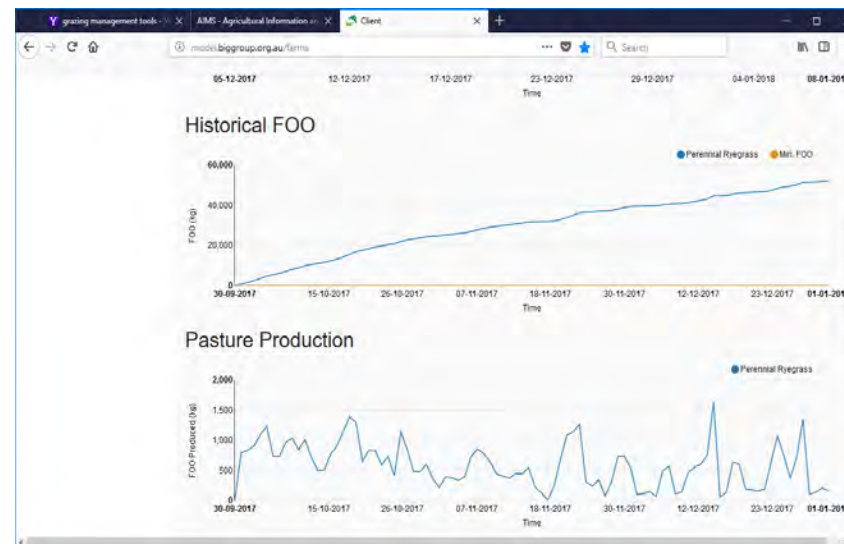 grazing management tools - Y
AIMS - Agricultural Information an
Client
model.biggroup.org.au/farms
Search
05-12-2017 12-12-2017 17-12-2017 23-12-2017 29-12-2017 04-01-2018 08-01-201
Time
Historical FOO
Perennial Ryegrass Min. FOO
60,000
40,000
20,000
0
FOO (kg)
30-09-2017 15-10-2017 26-10-2017 07-11-2017 18-11-2017 30-11-2017 12-12-2017 23-12-2017 01-01-201
Time
Pasture Production
Perennial Ryegrass
2,000
1,500
1,000
500
0
FOO Produced (kg)
30-09-2017 15-10-2017 26-10-2017 07-11-2017 18-11-2017 30-11-2017 12-12-2017 23-12-2017 01-01-201
Time